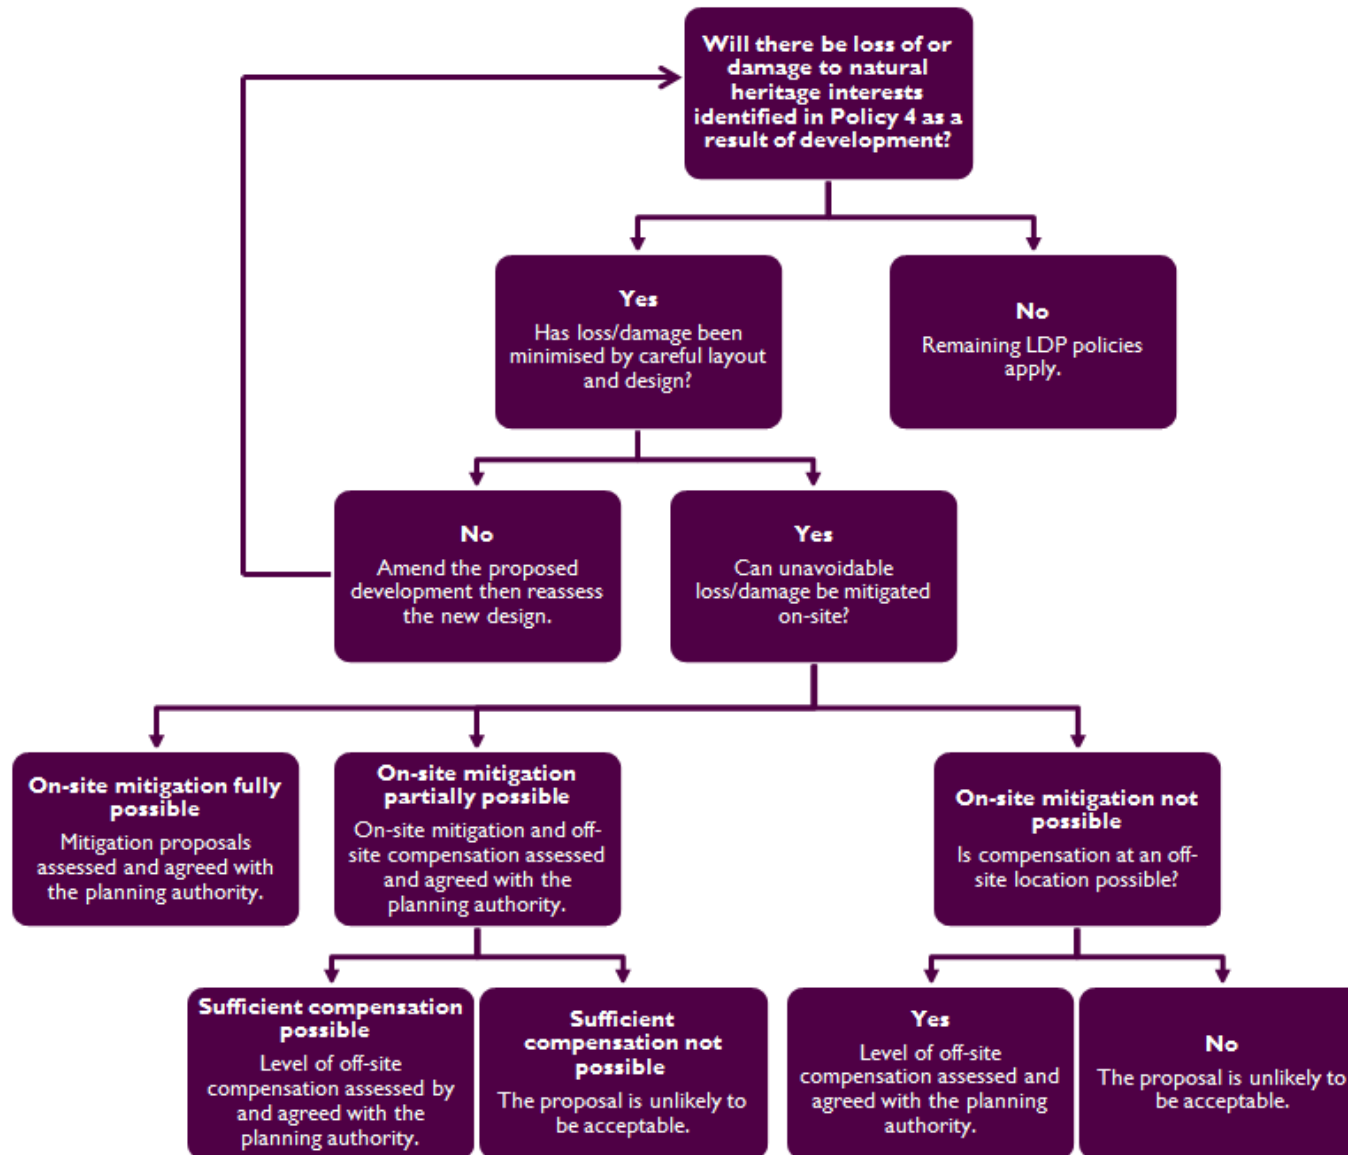 Will there be loss of or
damage to natural
heritage interests
identified in Policy 4 as a
result of development?
Yes
Has loss/damage been
minimised by careful layout
and design?
No
Remaining LDP policies
apply.
No
Amend the proposed
development then reassess
the new design.
Yes
Can unavoidable
loss/damage be mitigated
on-site?
On-site mitigation fully
possible
Mitigation proposals
assessed and agreed with
the planning authority.
On-site mitigation
partially possible
On-site mitigation and off-
site compensation assessed
and agreed with the
planning authority.
On-site mitigation not
possible
Is compensation at an off-
site location possible?
Sufficient compensation
possible
Level of off-site
compensation assessed by
and agreed with the
planning authority.
Sufficient
compensation not
possible
The proposal is unlikely to
be acceptable.
Yes
Level of off-site
compensation assessed and
agreed with the planning
authority.
No
The proposal is unlikely to
be acceptable.